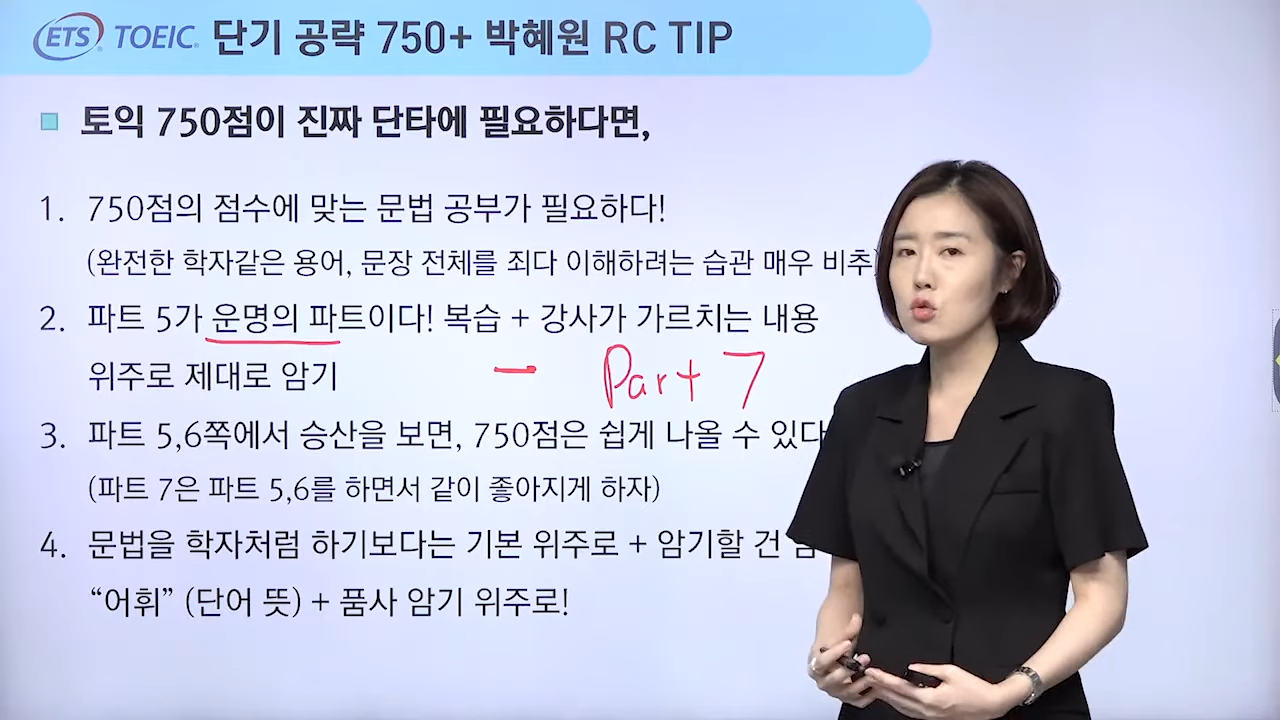 ETS TOEIC 단기 공략 750+ 박혜원 RC TIP
토익 750점이 진짜 단타에 필요하다면,
1. 750점의 점수에 맞는 문법 공부가 필요하다!
(완전한 학자같은 용어, 문장 전체를 죄다 이해하려는 습관 매우 비추
2. 파트 5가 운명의 파트이다! 복습 + 강사가 가르치는 내용
위주로 제대로 암기
Part 7
3. 파트 5,6쪽에서 승산을 보면, 750점은 쉽게 나올 수 있다
(파트 7은 파트 5,6를 하면서 같이 좋아지게 하자)
4. 문법을 학자처럼 하기보다는 기본 위주로 + 암기할 건
“어휘” (단어 뜻) + 품사 암기 위주로!